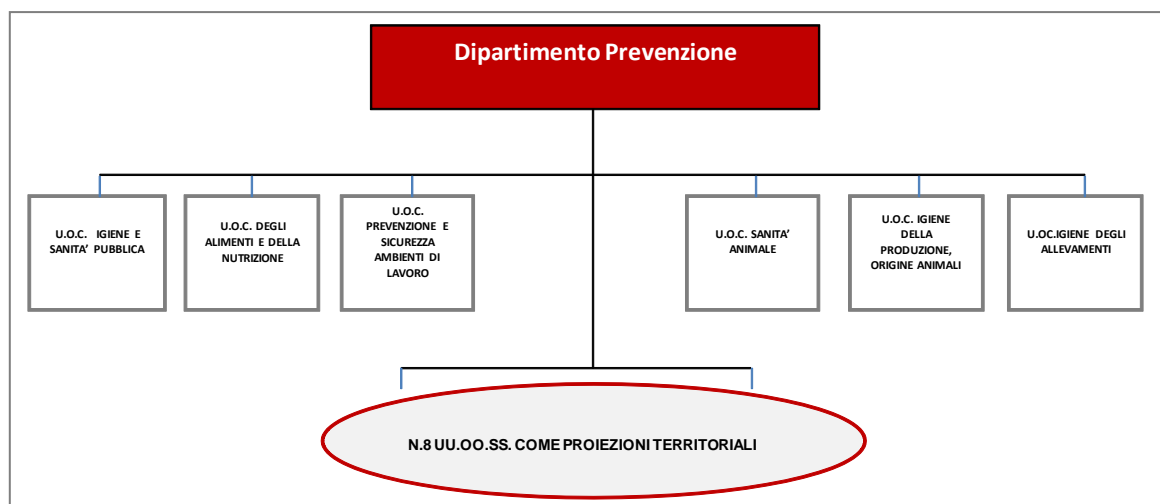 Dipartimento Prevenzione
U.O.C. IGIENE E
SANITA’ PUBBLICA
U.O.C. DEGLI
ALIMENTI E DELLA
NUTRIZIONE
U.O.C.
PREVENZIONE E
SICUREZZA
AMBIENTI DI
LAVORO
U.O.C. SANITA’
ANIMALE
U.O.C. IGIENE
DELLA
PRODUZIONE,
ORIGINE ANIMALI
U.OC.IGIENE DEGLI
ALLEVAMENTI
N.8 UU.OO.SS. COME PROIEZIONI TERRITORIALI